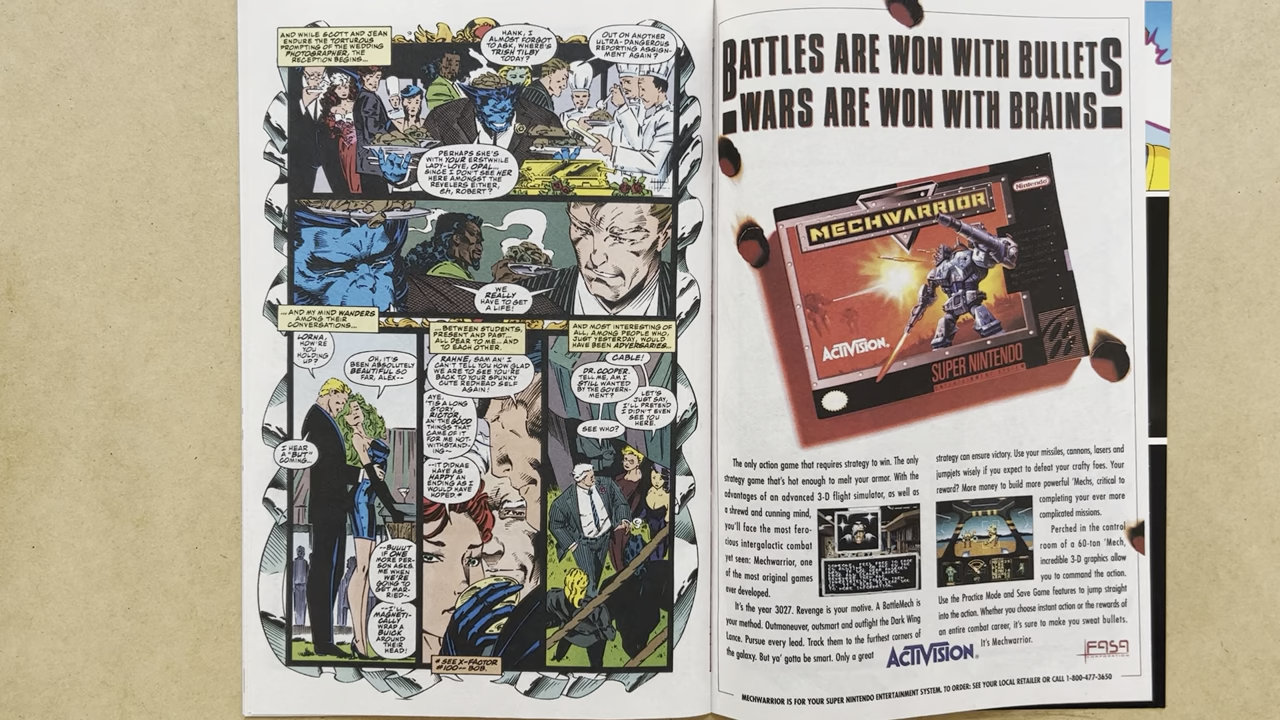 AND WHILE SCOTT AND JEAN
ENDURE THE TORTUROUS
PROMPTING OF THE WEDDING
PHOTOGRAPHER, THE
RECEPTION BEGINS...
HANK, I
ALMOST FORGOT
TO ASK, WHERE'S
TRISH TILBY
TODAY?
OUT ON ANOTHER
ULTRA-DANGEROUS
REPORTING ASSIGN-
MENT AGAIN?
PERHAPS SHE'S
WITH YOUR ERSTWHILE
LADY-LOVE, OPAL...
SINCE I DON'T SEE HER
HERE AMONGST THE
REVELERS EITHER,
EH, ROBERT?
WE
REALLY
HAVE TO GET
A LIFE!
...AND MY MIND WANDERS
AMONG THEIR
CONVERSATIONS...
LORNA,
HOW'RE
YOU
HOLDING
UP?
OH, IT'S
BEEN ABSOLUTELY
BEAUTIFUL SO
FAR, ALEX--
I HEAR
A "BUT"
COMING...
--BUUUT
IF ONE
MORE PER-
SON ASKS
ME WHEN
WE'RE
GOING TO
GET MAR-
RIED--
--I'LL
MAGNETI-
CALLY
WRAP A
BUICK
AROUND
THEIR
HEAD!
...BETWEEN STUDENTS,
PRESENT AND PAST...
ALL DEAR TO ME... AND
TO EACH OTHER.
RAHNE, SAM AN' I
CAN'T TELL YOU HOW GLAD
WE ARE TO SEE YOU'RE
BACK TO YOUR SPUNKY
CUTE REDHEAD SELF
AGAIN!
AYE,
'TIS A LONG
STORY,
RICTOR,
AN' THE GOOD
THINGS THAT
CAME OF IT
FOR ME NOT-
WITHSTAND-
ING--
--IT DIDNAE
HAVE AS
HAPPY AN
ENDING AS I
WOULD HAVE
HOPED.*
*SEE X-FACTOR
#100-- BOB.
AND MOST INTERESTING OF
ALL, AMONG PEOPLE WHO,
JUST YESTERDAY, WOULD
HAVE BEEN ADVERSARIES...
CABLE!
DR. COOPER.
TELL ME, AM I
STILL WANTED
BY THE GOVERN-
MENT?
LET'S
JUST SAY,
I'LL PRETEND
I DIDN'T EVEN
SEE YOU
HERE.
SEE WHO?
BATTLES ARE WON WITH BULLETS
WARS ARE WON WITH BRAINS
Nintendo
MECHWARRIOR
ACTIVISION.
SUPER NINTENDO
ENTERTAINMENT SYSTEM
The only action game that requires strategy to win. The only
strategy game that's hot enough to melt your armor. With the
advantages of an advanced 3-D flight simulator, as well as
a shrewd and cunning mind,
you'll face the most fero-
cious intergalactic combat
yet seen: Mechwarrior, one
of the most original games
ever developed.
It's the year 3027. Revenge is your motive. A BattleMech is
your method. Outmaneuver, outsmart and outfight the Dark Wing
Lance. Pursue every lead. Track them to the furthest corners of
the galaxy. But ya' gotta be smart. Only a great
strategy can ensure victory. Use your missiles, cannons, lasers and
jumpjets wisely if you expect to defeat your crafty foes. Your
reward? More money to build more powerful 'Mechs, critical to
completing your ever more
complicated missions.
Perched in the control
room of a 60-ton 'Mech,
incredible 3-D graphics allow
you to command the action.
Use the Practice Mode and Save Game features to jump straight
into the action. Whether you choose instant action or the rewards of
an entire combat career, it's sure to make you sweat bullets.
It's Mechwarrior.
ACTIVISION.
FASA
CORPORATION
MECHWARRIOR IS FOR YOUR SUPER NINTENDO ENTERTAINMENT SYSTEM. TO ORDER: SEE YOUR LOCAL RETAILER OR CALL 1-800-477-3650